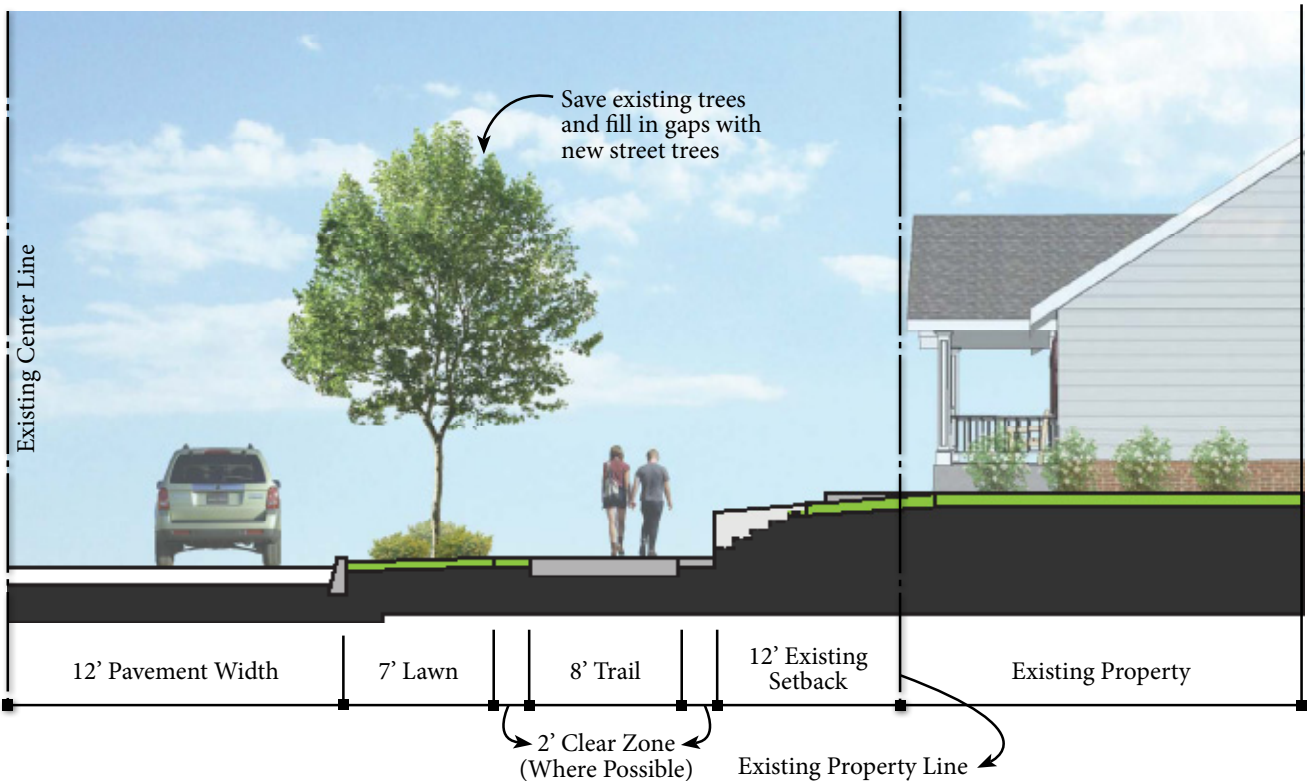 Save existing trees
and fill in gaps with
new street trees
Existing Center Line
12’ Pavement Width
7’ Lawn
8’ Trail
12’ Existing
Setback
Existing Property
2’ Clear Zone
(Where Possible)
Existing Property Line